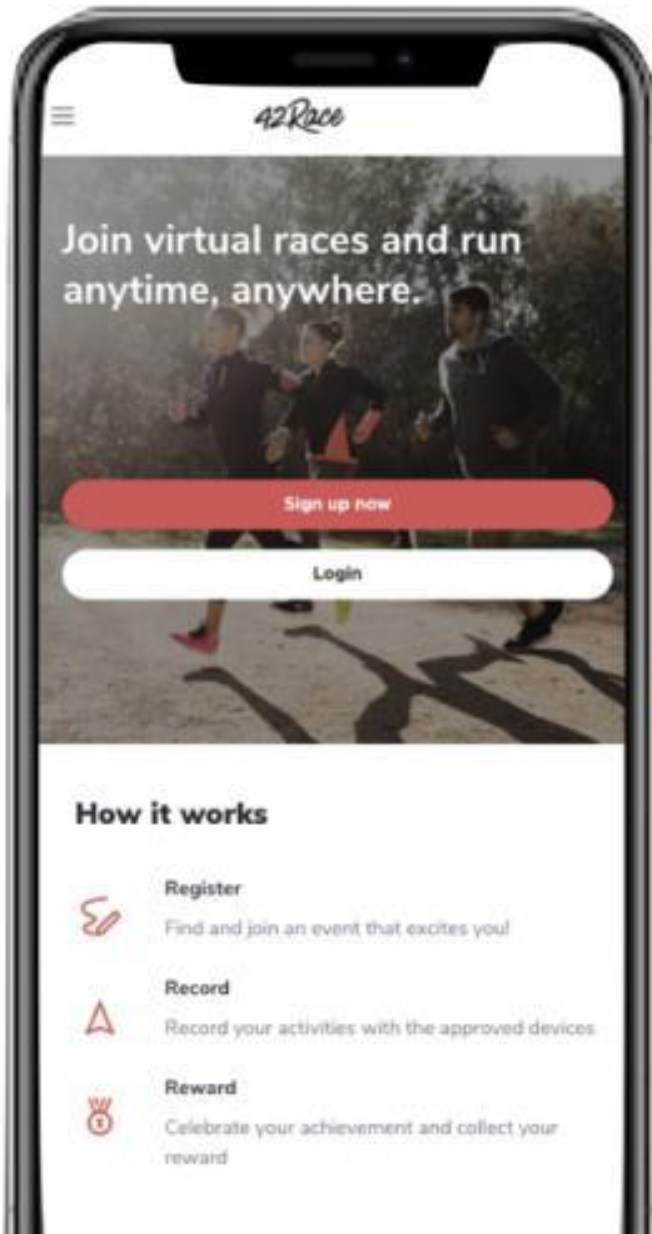 42Race
Join virtual races and run
anytime, anywhere.
Sign up now
Login
How it works
Register
Find and join an event that excites you!
Record
Record your activities with the approved devices
Reward
Celebrate your achievement and collect your
reward